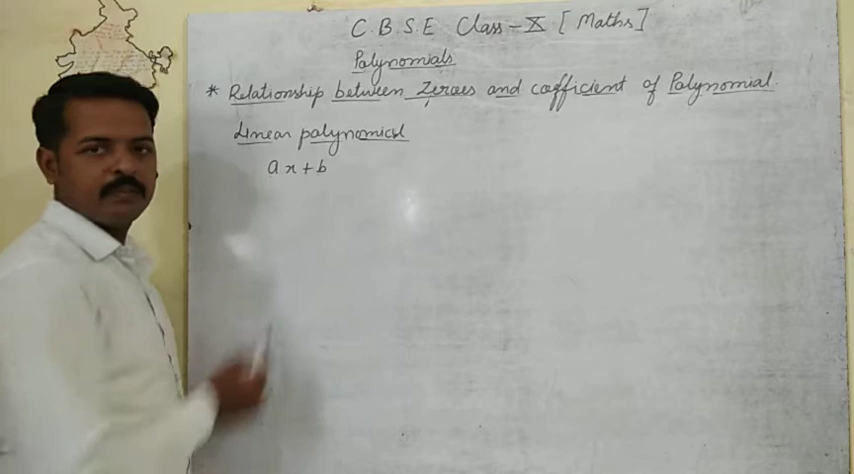 C.B.S.E Class-X [Maths]
Polynomials
* Relationship between Zeroes and coefficient of Polynomial.
Linear polynomial
ax+b